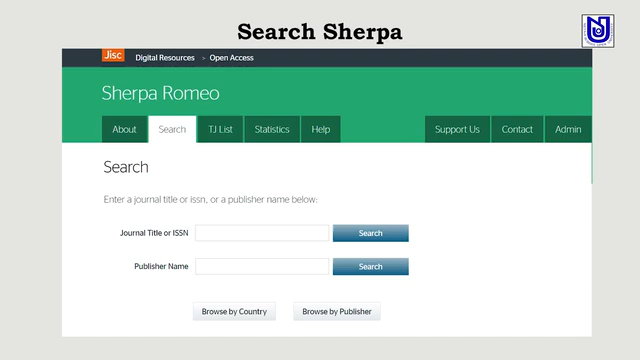 Search Sherpa
Jisc Digital Resources > Open Access
Sherpa Romeo
About Search TJ List Statistics Help Support Us Contact Admin
Search
Enter a journal title or issn, or a publisher name below:
Journal Title or ISSN Search
Publisher Name Search
Browse by Country Browse by Publisher